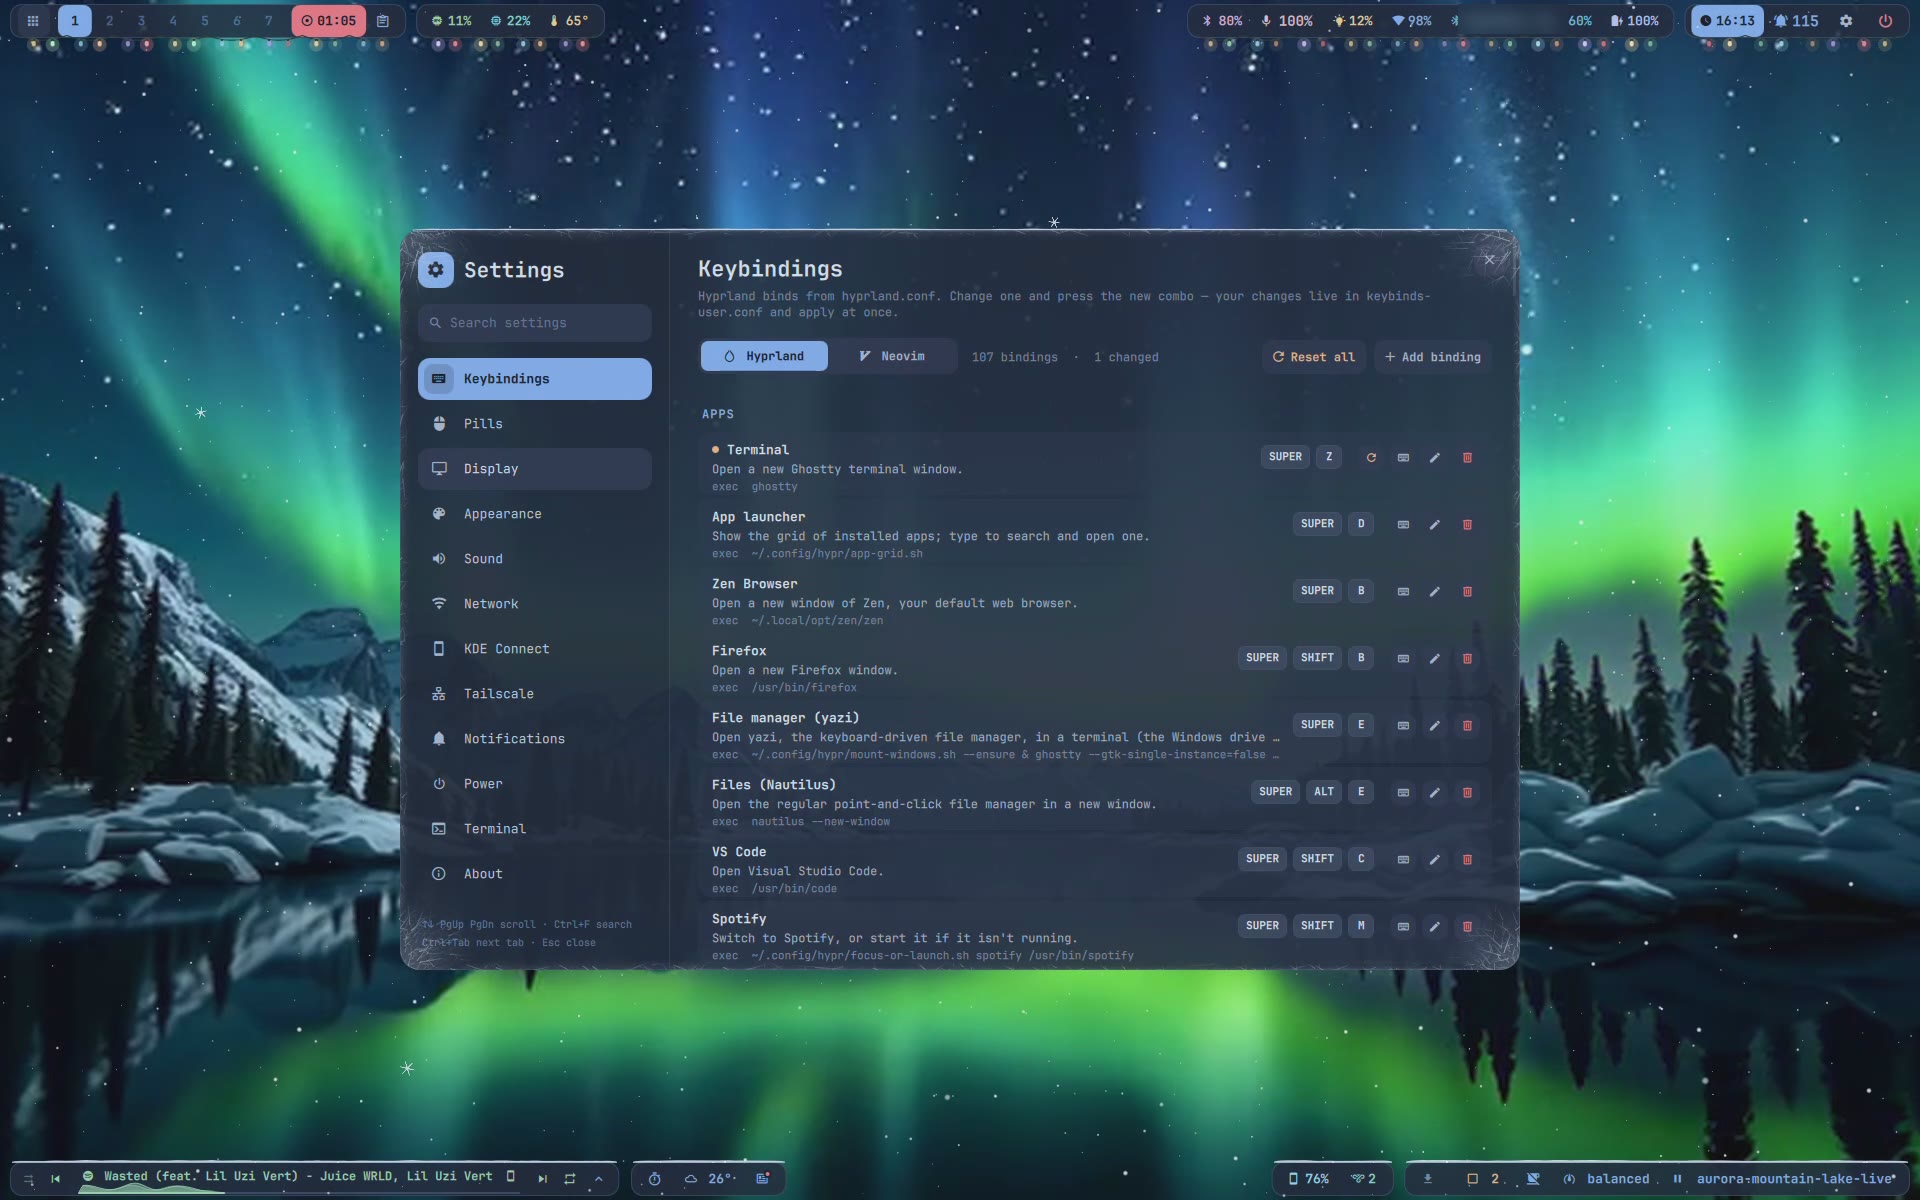 1 2 3 4 5 6 7 01:05
11% 22% 65°
80% 100% 12% 98% 60% 100%
16:13 115
Settings
Search settings
Keybindings
Pills
Display
Appearance
Sound
Network
KDE Connect
Tailscale
Notifications
Power
Terminal
About
↑↓ PgUp PgDn scroll · Ctrl+F search
Ctrl+Tab next tab · Esc close
Keybindings
Hyprland binds from hyprland.conf. Change one and press the new combo — your changes live in keybinds-
user.conf and apply at once.
Hyprland Neovim 107 bindings · 1 changed Reset all + Add binding
APPS
Terminal SUPER Z
Open a new Ghostty terminal window.
exec ghostty
App launcher SUPER D
Show the grid of installed apps; type to search and open one.
exec ~/.config/hypr/app-grid.sh
Zen Browser SUPER B
Open a new window of Zen, your default web browser.
exec ~/.local/opt/zen/zen
Firefox SUPER SHIFT B
Open a new Firefox window.
exec /usr/bin/firefox
File manager (yazi) SUPER E
Open yazi, the keyboard-driven file manager, in a terminal (the Windows drive …
exec ~/.config/hypr/mount-windows.sh --ensure & ghostty --gtk-single-instance=false …
Files (Nautilus) SUPER ALT E
Open the regular point-and-click file manager in a new window.
exec nautilus --new-window
VS Code SUPER SHIFT C
Open Visual Studio Code.
exec /usr/bin/code
Spotify SUPER SHIFT M
Switch to Spotify, or start it if it isn't running.
exec ~/.config/hypr/focus-or-launch.sh spotify /usr/bin/spotify
Wasted (feat. Lil Uzi Vert) - Juice WRLD, Lil Uzi Vert
26°
76% 2
2 balanced aurora-mountain-lake-live